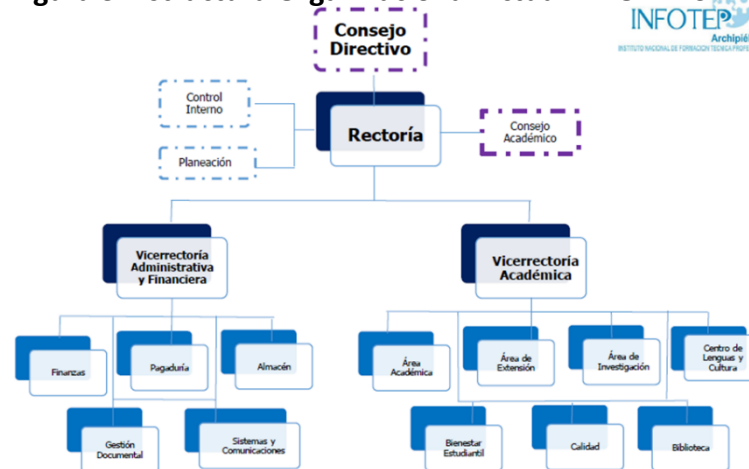 INFOTEP
Archipié
INSTITUTO NACIONAL DE FORMACION TECNICA PROFES
Consejo
Directivo
Control
Interno
Rectoría
Consejo
Académico
Planeación
Vicerrectoría
Administrativa
y Financiera
Vicerrectoría
Académica
Finanzas
Pagaduría
Almacén
Área
Académica
Área de
Extensión
Área de
Investigación
Centro de
Lenguas y
Cultura
Gestión
Documental
Sistemas y
Comunicaciones
Bienestar
Estudiantil
Calidad
Biblioteca